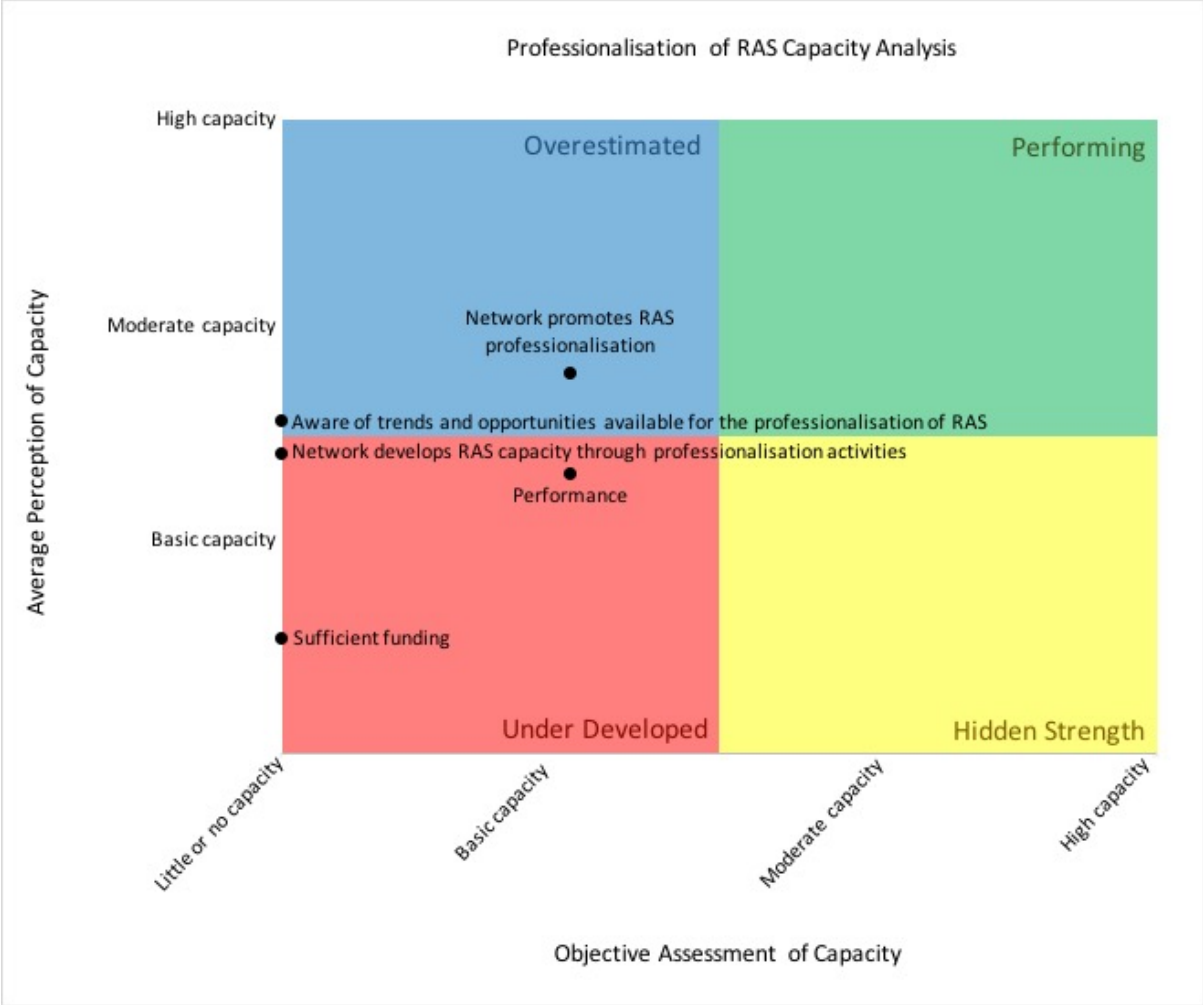 Professionalisation of RAS Capacity Analysis
High capacity
Overestimated
Performing
Average Perception of Capacity
Moderate capacity
Network promotes RAS
professionalisation
Aware of trends and opportunities available for the professionalisation of RAS
Network develops RAS capacity through professionalisation activities
Performance
Basic capacity
Sufficient funding
Under Developed
Hidden Strength
Little or no capacity
Basic capacity
Moderate capacity
High capacity
Objective Assessment of Capacity